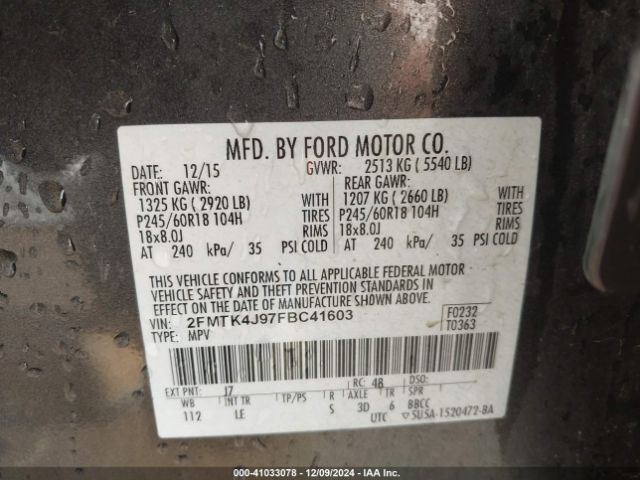 MFD. BY FORD MOTOR CO.
DATE: 12/15 GVWR: 2513 KG ( 5540 LB)
FRONT GAWR: REAR GAWR:
1325 KG ( 2920 LB) WITH 1207 KG ( 2660 LB) WITH
P245/60R18 104H TIRES P245/60R18 104H TIRES
18x8.0J RIMS 18x8.0J RIMS
AT 240 kPa/ 35 PSI COLD AT 240 kPa/ 35 PSI COLD
THIS VEHICLE CONFORMS TO ALL APPLICABLE FEDERAL MOTOR
VEHICLE SAFETY AND THEFT PREVENTION STANDARDS IN
EFFECT ON THE DATE OF MANUFACTURE SHOWN ABOVE.
VIN: 2FMTK4J97FBC41603 F0232
TYPE: MPV T0363
EXT PNT: J7 RC: 48 DSO:
WB INT TR TP/PS R AXLE TR SPR
112 LE S 3D 6 BBCC
UTC 5USA-1520472-BA
000-41033078 - 12/09/2024 - IAA Inc.